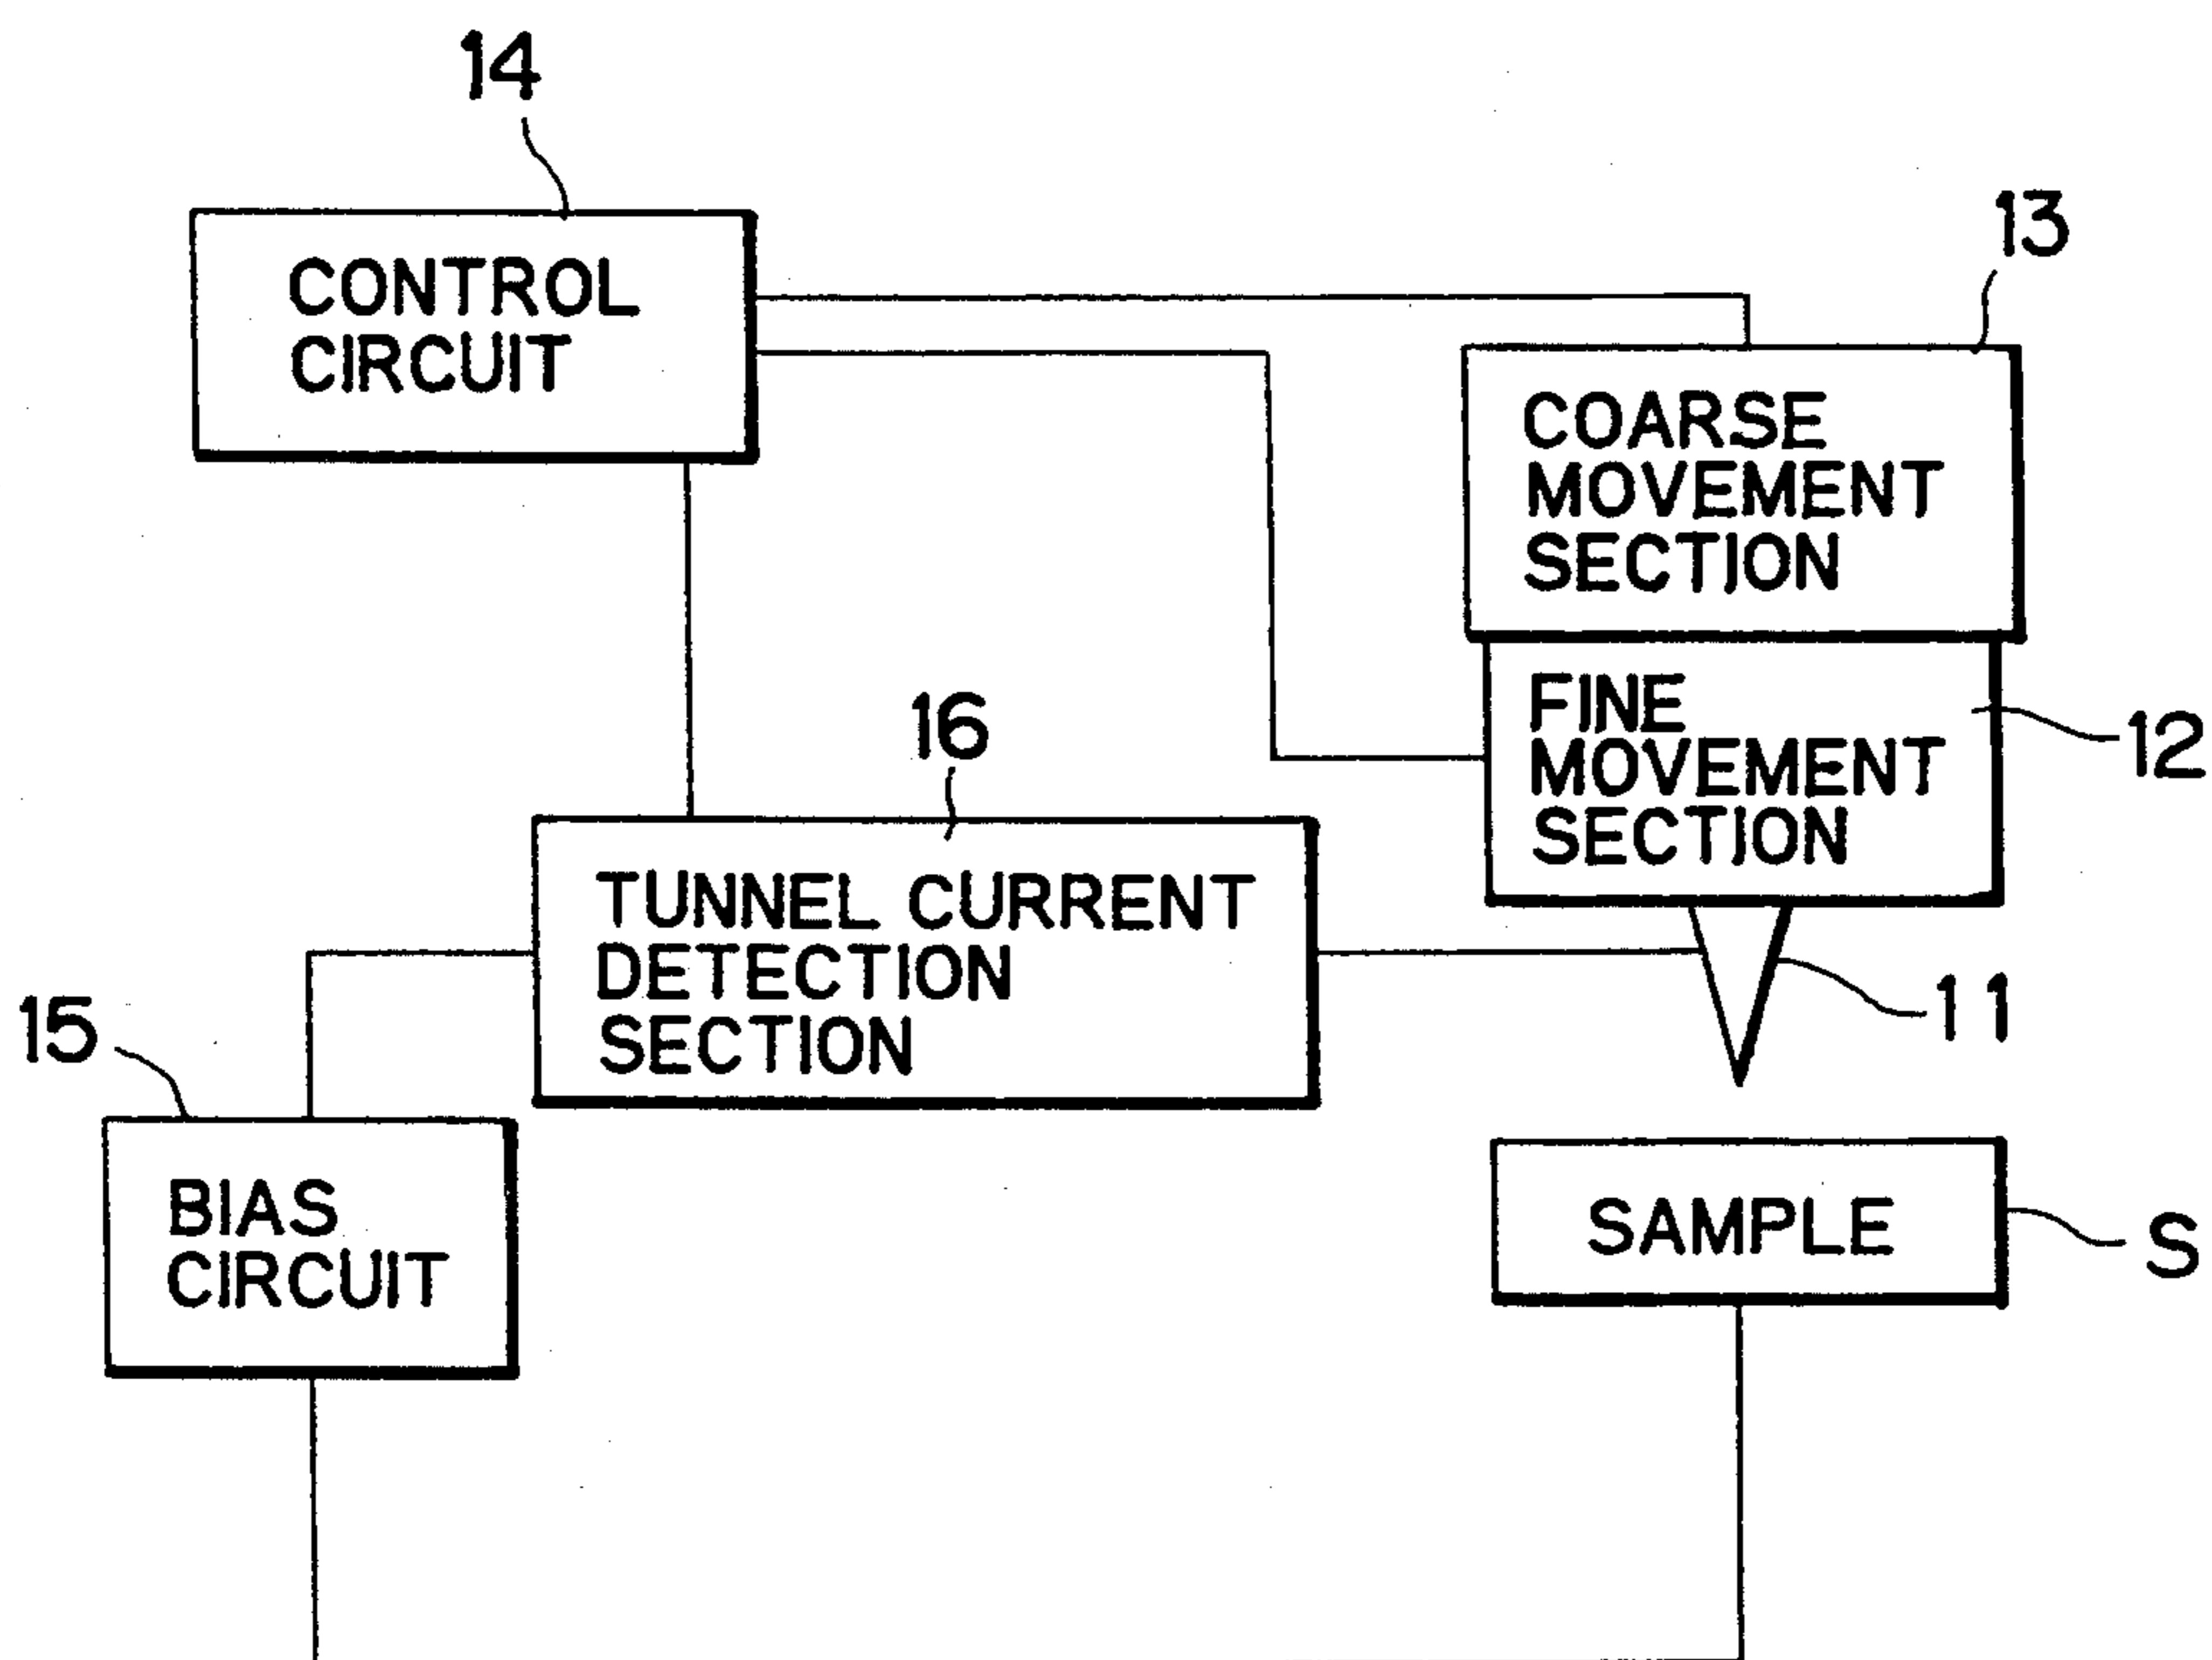 14
CONTROL
CIRCUIT
13
COARSE
MOVEMENT
SECTION
FINE
MOVEMENT
SECTION
12
16
TUNNEL CURRENT
DETECTION
SECTION
11
15
BIAS
CIRCUIT
SAMPLE
S